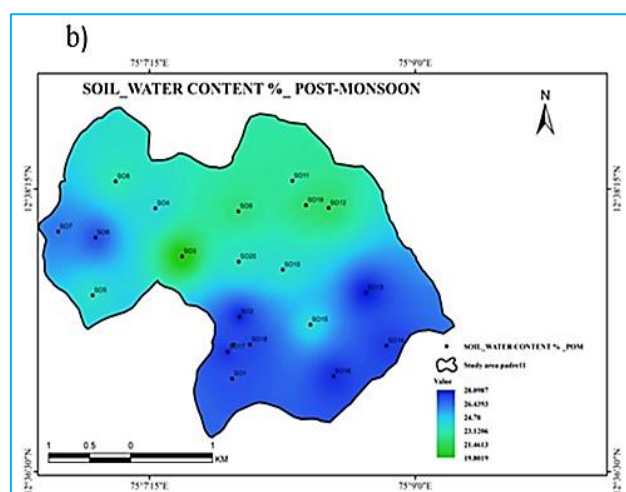 b)
75°7'15"E 75°9'0"E
SOIL_WATER CONTENT %_ POST-MONSOON
N
12°38'15"N 12°38'15"N
SO11
SO8
SO4
SO9
SO19 SO12
SO7
SO6
SO3
SO20
SO10
SO5
SO13
SO2
SO15
SO17 SO18
SO14
SO1
SO16
SOIL_WATER CONTENT %_POM
Study area padre11
Value
28.0987
26.4393
24.78
23.1206
21.4613
19.8019
1 0.5 0 1
KM
12°36'30"N 12°36'30"N
75°7'15"E 75°9'0"E